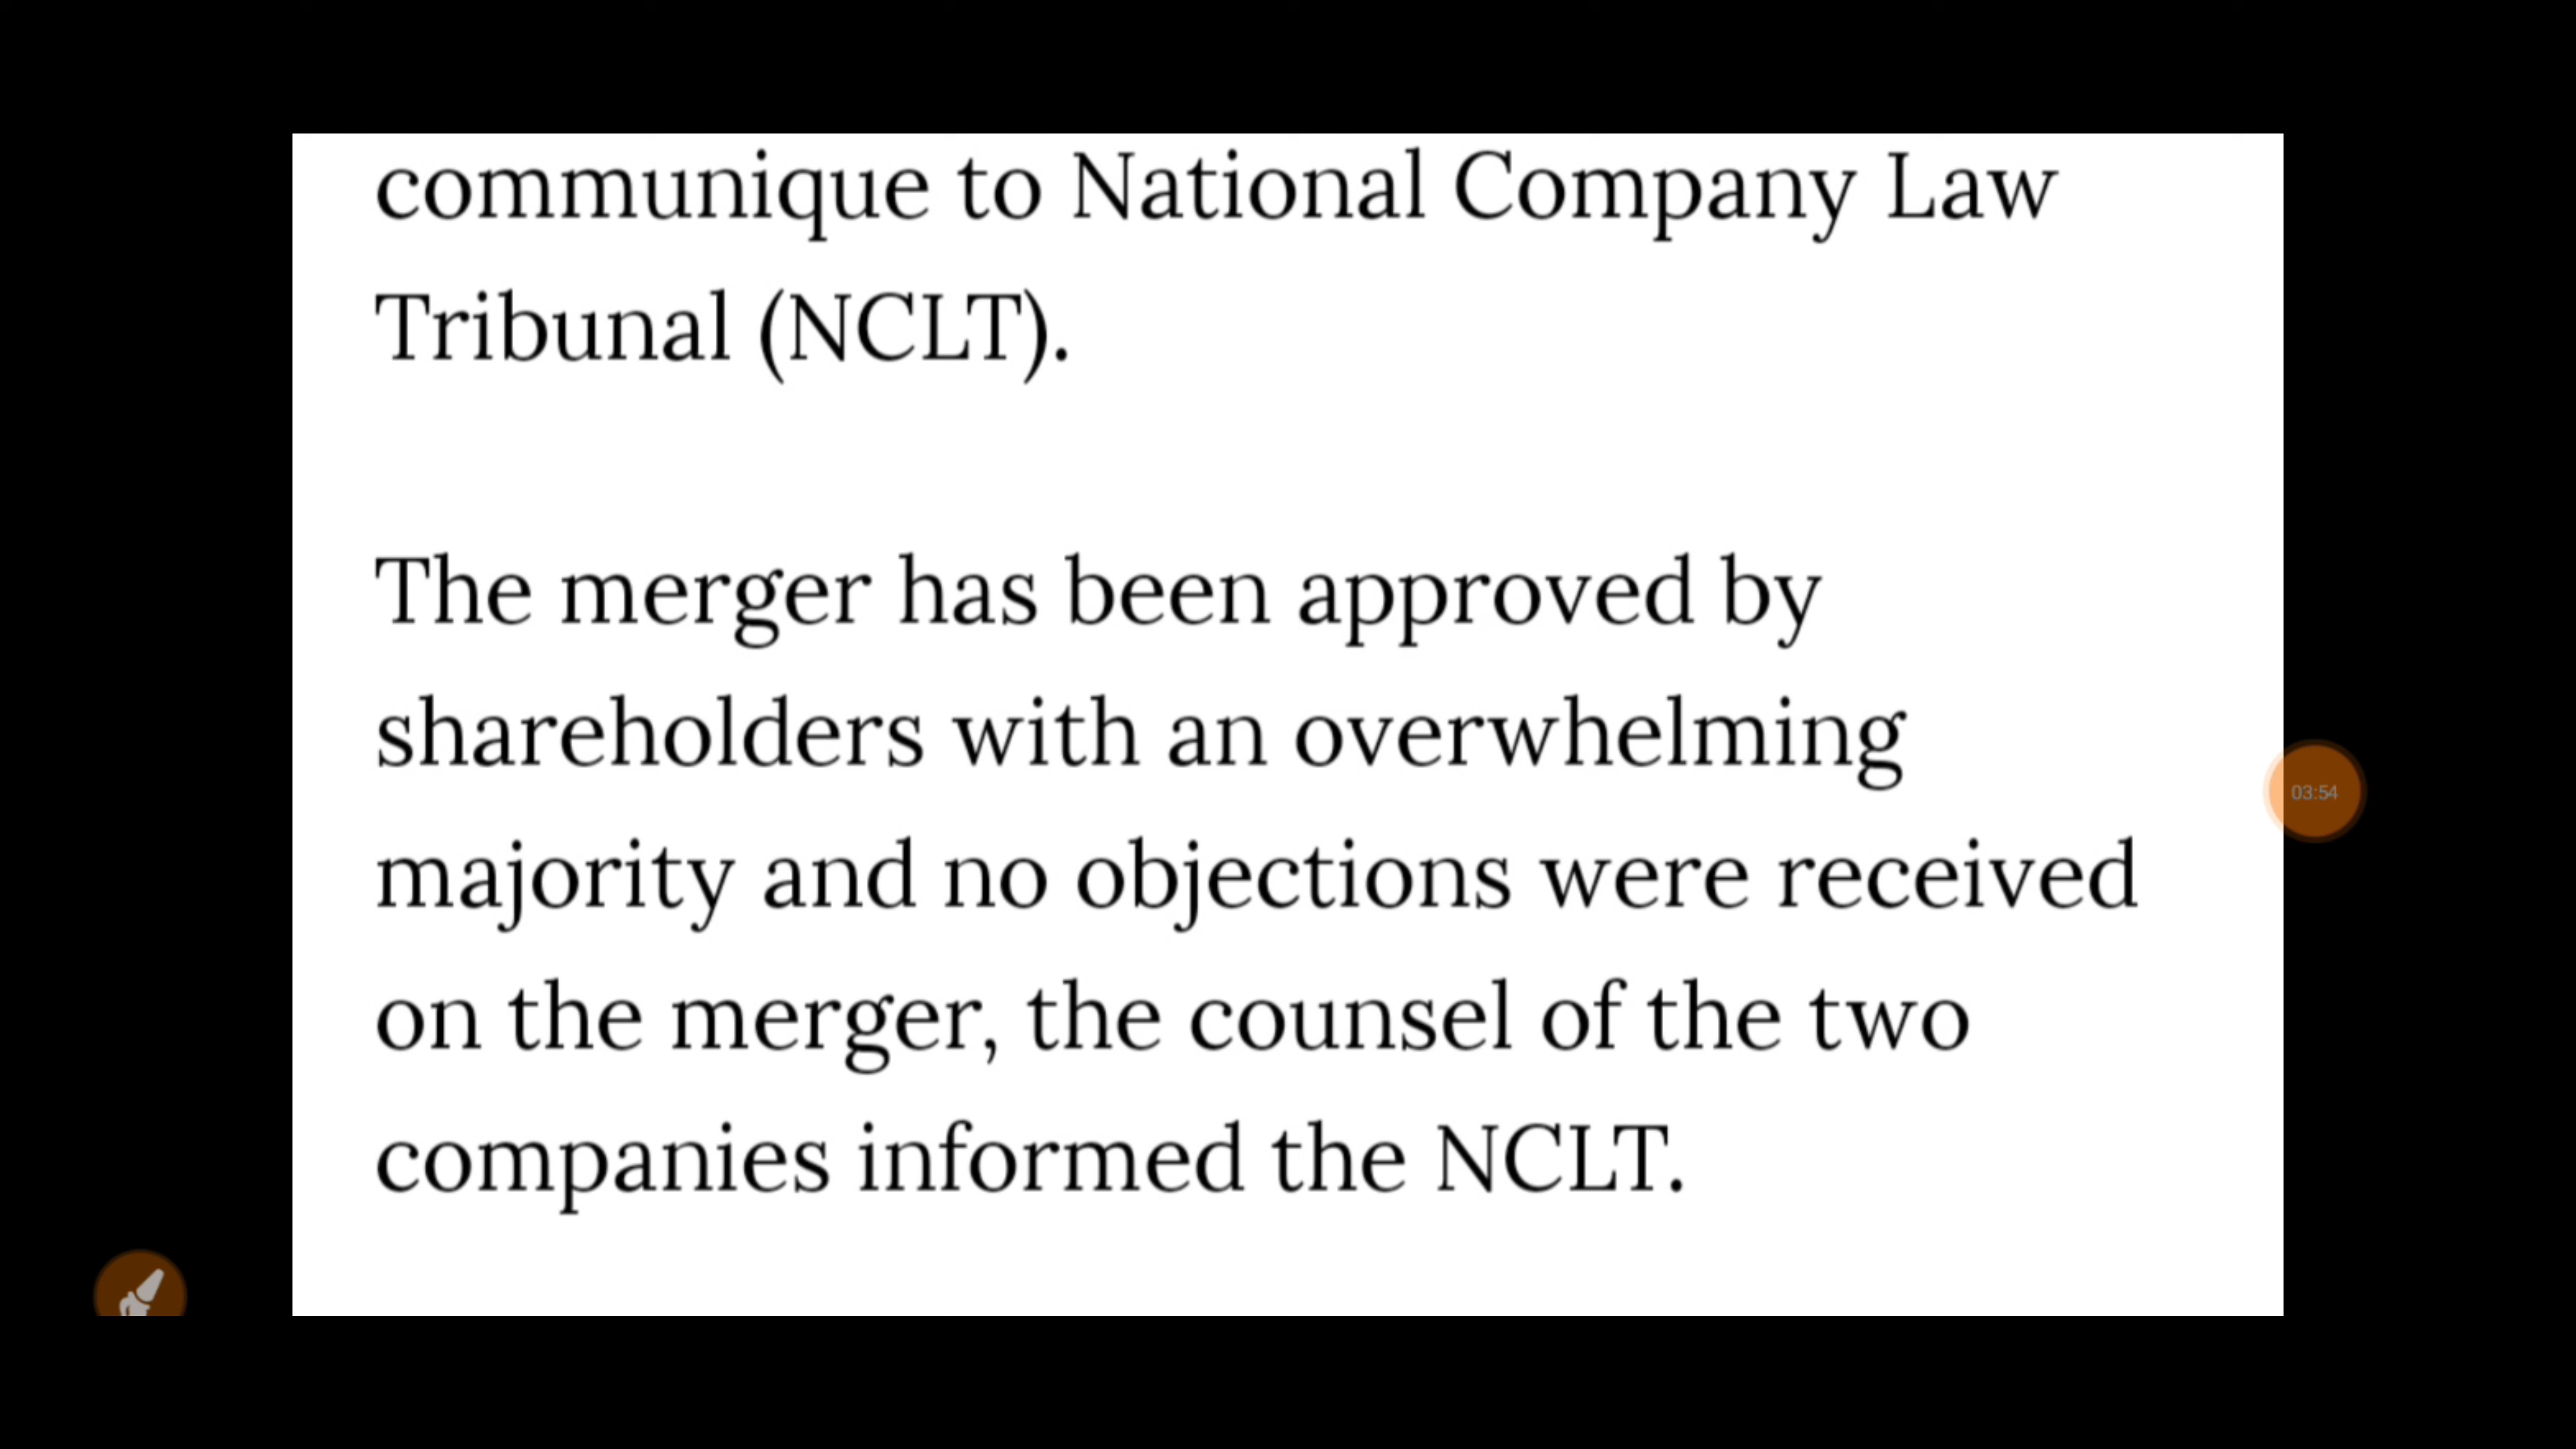 communique to National Company Law
Tribunal (NCLT).
The merger has been approved by
shareholders with an overwhelming
majority and no objections were received
on the merger, the counsel of the two
companies informed the NCLT.
03:54